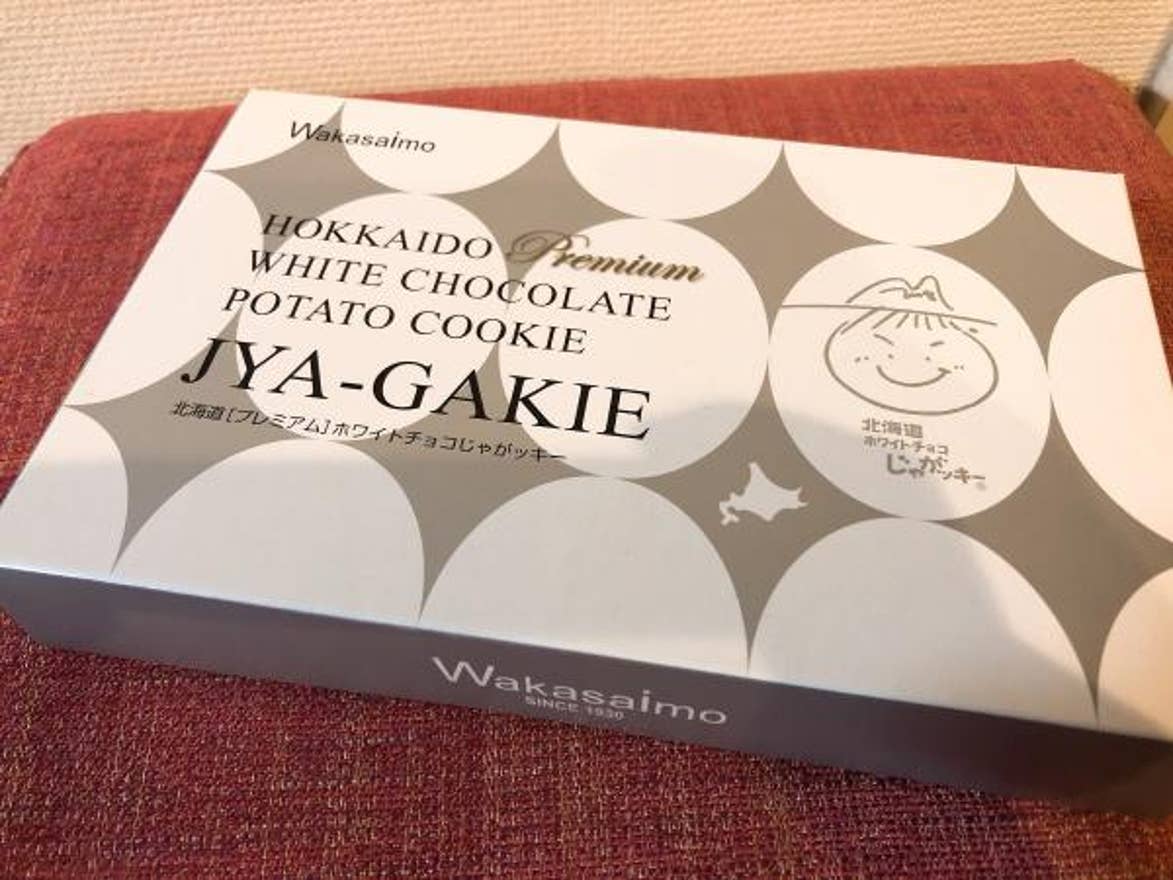 Wakasaimo
HOKKAIDO Premium
WHITE CHOCOLATE
POTATO COOKIE
JYA-GAKIE
北海道[プレミアム]ホワイトチョコじゃがッキー
北海道
ホワイトチョコ
じゃがッキー®
Wakasaimo
SINCE 1930